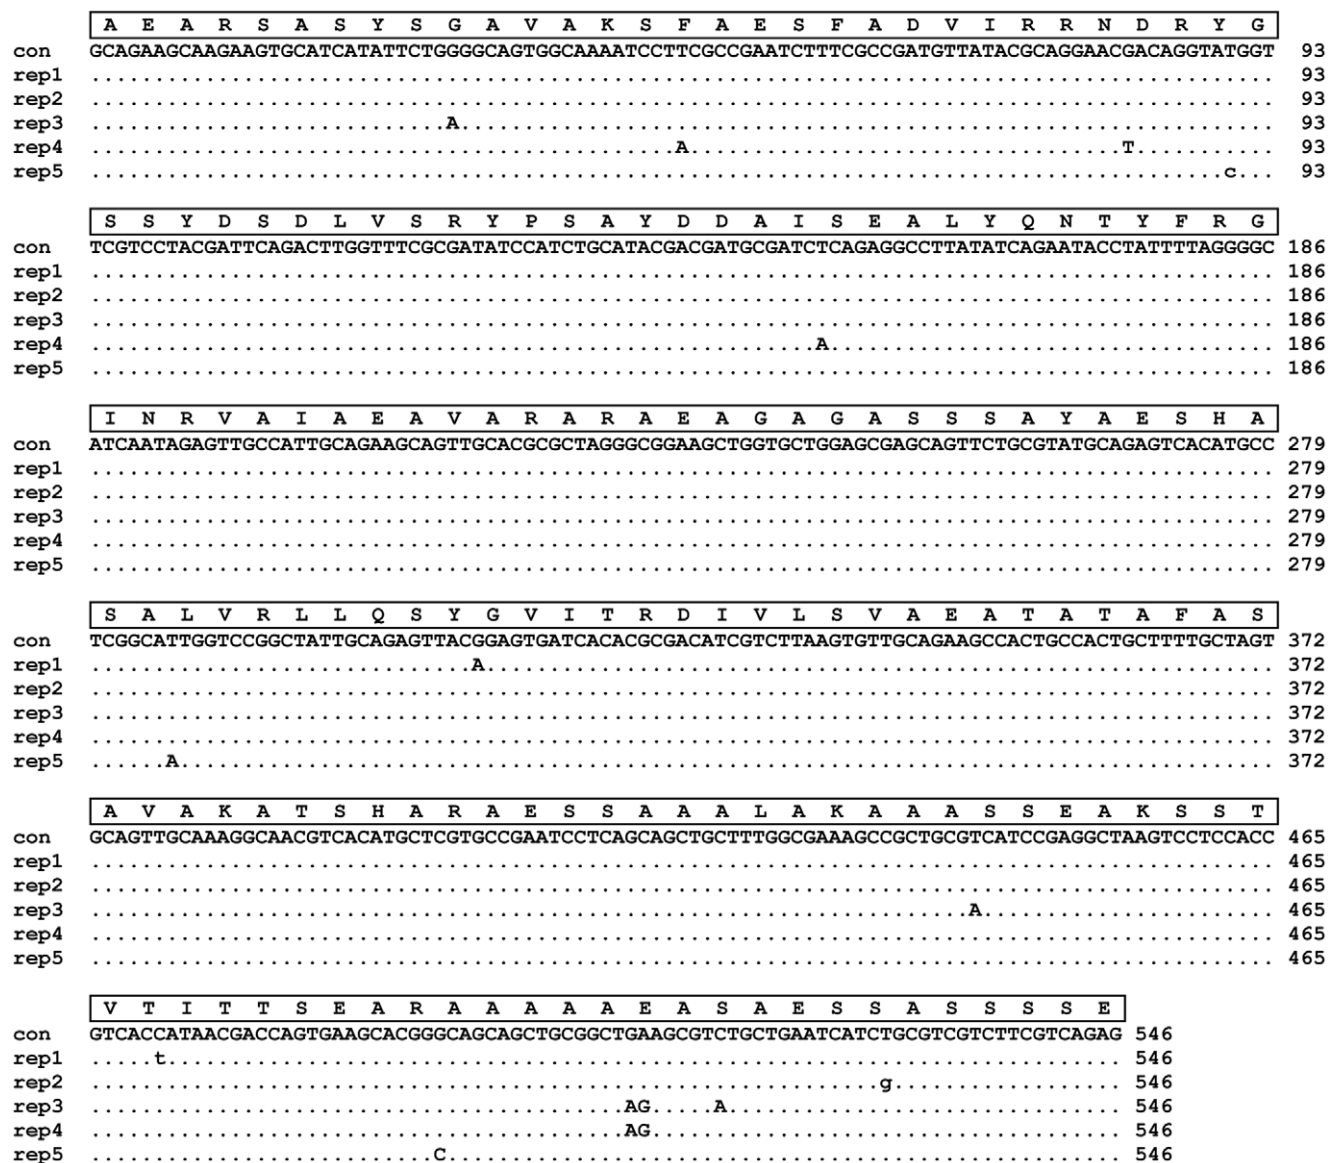 A E A R S A S Y S G A V A K S F A E S F A D V I R R N D R Y G
con GCAGAAGCAAGAAGTGCATCATATTCTGGGGCAGTGGCAAAATCCTTCGCCGAATCTTTCGCCGATGTTATACGCAGGAACGACAGGTATGGT 93
rep1 ............................................................................................. 93
rep2 ............................................................................................. 93
rep3 ............................A................................................................ 93
rep4 ..............................................A..................................T........... 93
rep5 .........................................................................................c... 93
S S Y D S D L V S R Y P S A Y D D A I S E A L Y Q N T Y F R G
con TCGTCCTACGATTCAGACTTGGTTTCGCGATATCCATCTGCATACGACGATGCGATCTCAGAGGCCTTATATCAGAATACCTATTTTAGGGGC 186
rep1 ............................................................................................. 186
rep2 ............................................................................................. 186
rep3 ............................................................................................. 186
rep4 .........................................................A................................... 186
rep5 ............................................................................................. 186
I N R V A I A E A V A R A R A E A G A G A S S S A Y A E S H A
con ATCAATAGAGTTGCCATTGCAGAAGCAGTTGCACGCGCTAGGGCGGAAGCTGGTGCTGGAGCGAGCAGTTCTGCGTATGCAGAGTCACATGCC 279
rep1 ............................................................................................. 279
rep2 ............................................................................................. 279
rep3 ............................................................................................. 279
rep4 ............................................................................................. 279
rep5 ............................................................................................. 279
S A L V R L L Q S Y G V I T R D I V L S V A E A T A T A F A S
con TCGGCATTGGTCCGGCTATTGCAGAGTTACGGAGTGATCACACGCGACATCGTCTTAAGTGTTGCAGAAGCCACTGCCACTGCTTTTGCTAGT 372
rep1 ..............................A.............................................................. 372
rep2 ............................................................................................. 372
rep3 ............................................................................................. 372
rep4 ............................................................................................. 372
rep5 ......A...................................................................................... 372
A V A K A T S H A R A E S S A A A L A K A A A S S E A K S S T
con GCAGTTGCAAAGGCAACGTCACATGCTCGTGCCGAATCCTCAGCAGCTGCTTTGGCGAAAGCCGCTGCGTCATCCGAGGCTAAGTCCTCCACC 465
rep1 ............................................................................................. 465
rep2 ............................................................................................. 465
rep3 .....................................................................A....................... 465
rep4 ............................................................................................. 465
rep5 ............................................................................................. 465
V T I T T S E A R A A A A A E A S A E S S A S S S S E
con GTCACCATAACGACCAGTGAAGCACGGGCAGCAGCTGCGGCTGAAGCGTCTGCTGAATCATCTGCGTCGTCTTCGTCAGAG 546
rep1 .....t........................................................................... 546
rep2 ..............................................................g.................. 546
rep3 ..........................................AG.....A............................... 546
rep4 ..........................................AG..................................... 546
rep5 ...........................C..................................................... 546